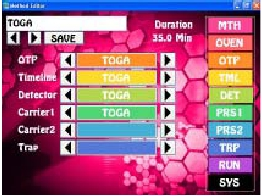 Method Editor
TOGA
Duration
SAVE
35.0 Min
OTP TOGA
Timeline TOGA
Detector TOGA
Carrier1 TOGA
Carrier2
Trap
MTH
OVEN
OTP
TML
DET
PRS1
PRS2
TRP
RUN
SYS